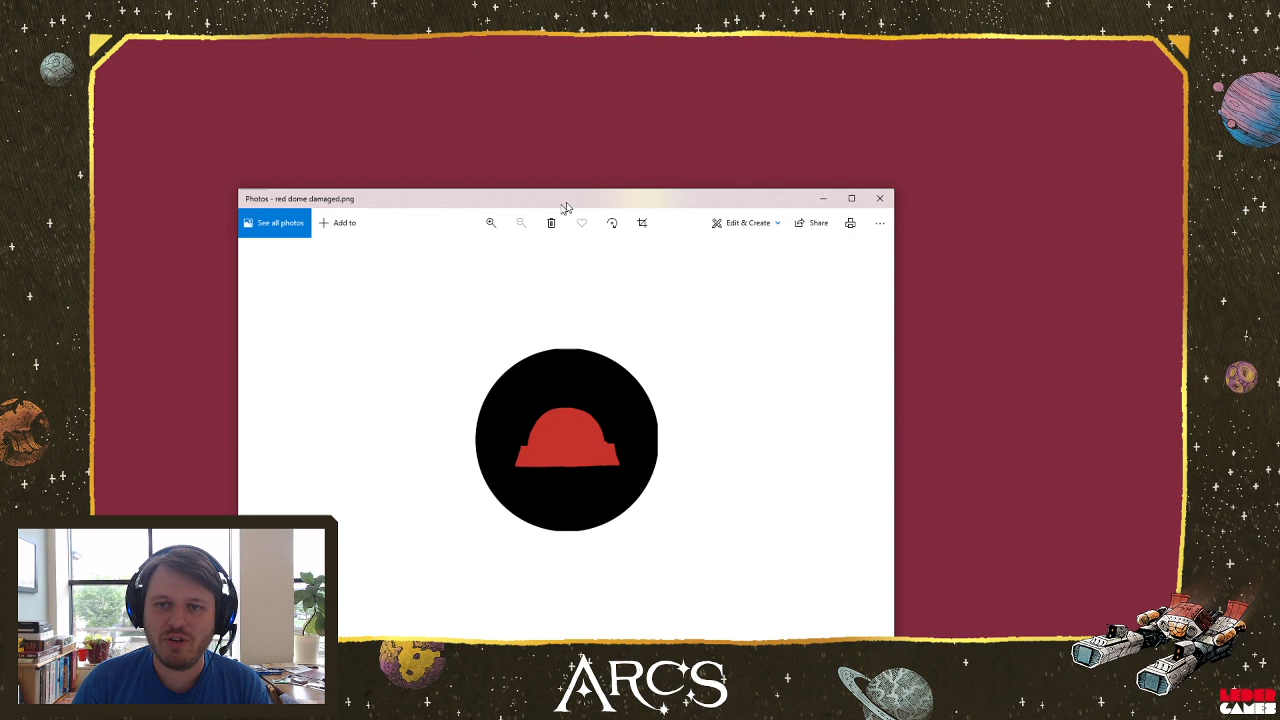 Photos - red dome damaged.png
See all photos
Add to
Edit & Create
Share
ARCS
LEDER
GAMES